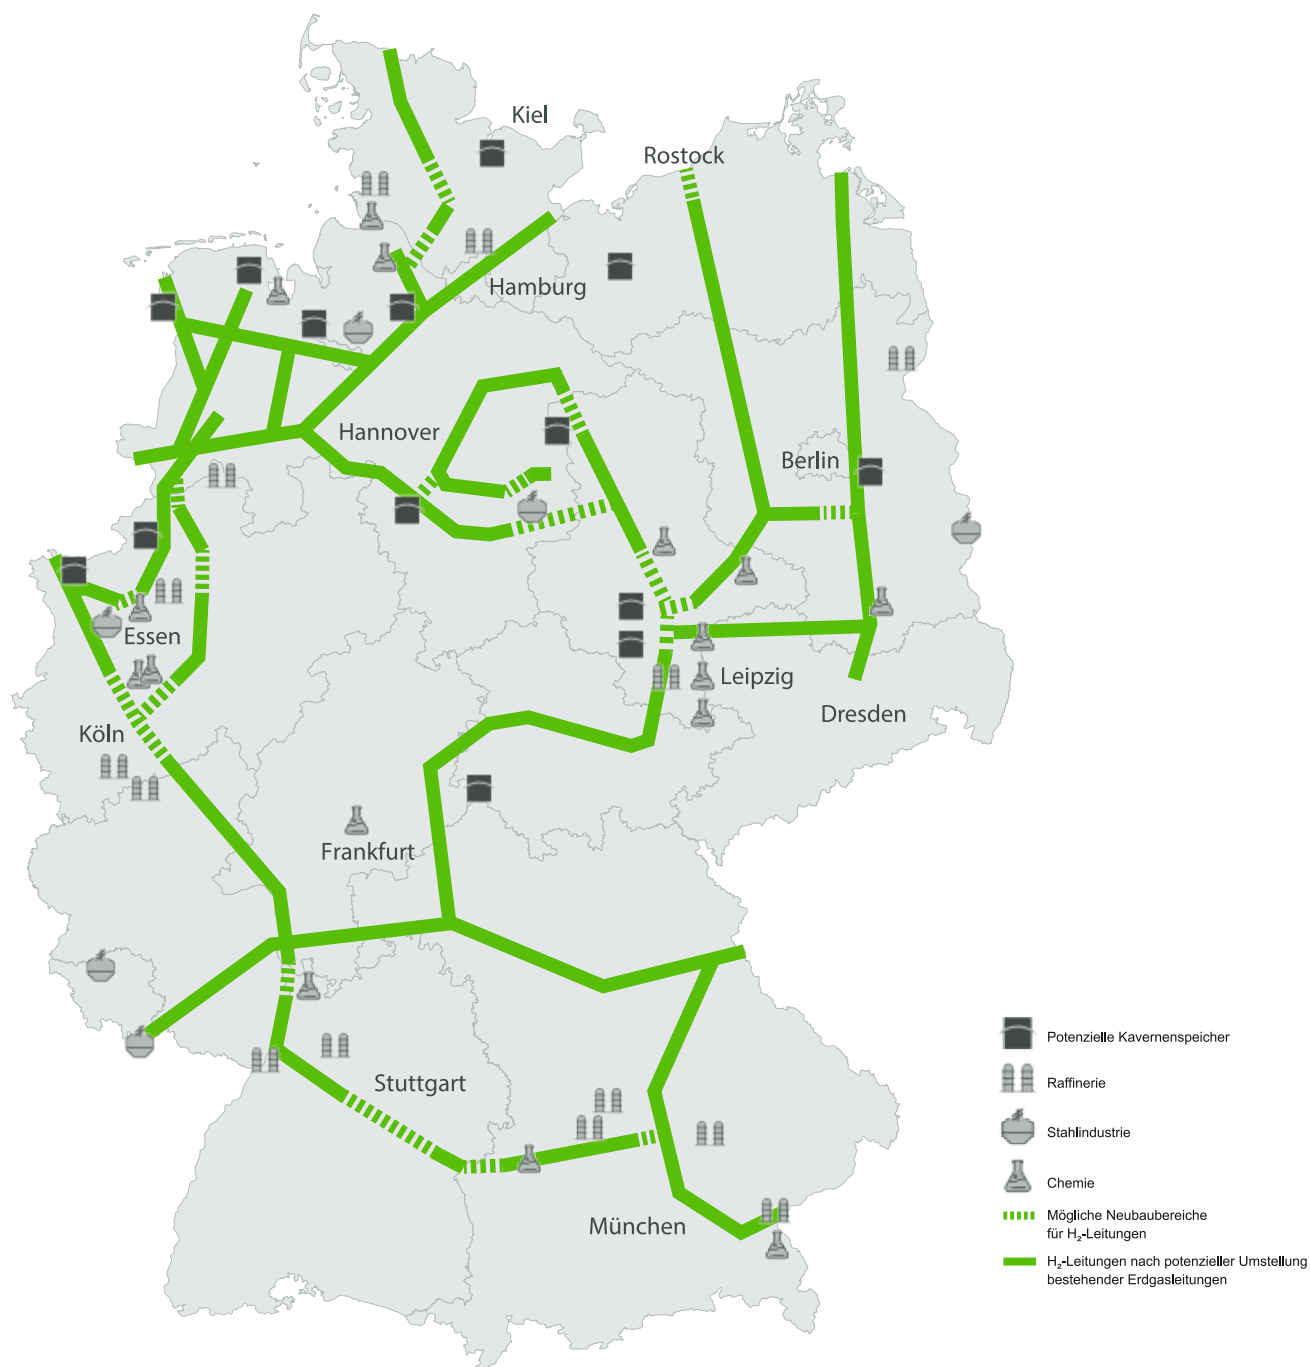 Kiel
Rostock
Hamburg
Hannover
Berlin
Essen
Leipzig
Dresden
Köln
Frankfurt
Stuttgart
München
Potenzielle Kavernenspeicher
Raffinerie
Stahlindustrie
Chemie
Mögliche Neubaubereiche
für H₂-Leitungen
H₂-Leitungen nach potenzieller Umstellung
bestehender Erdgasleitungen